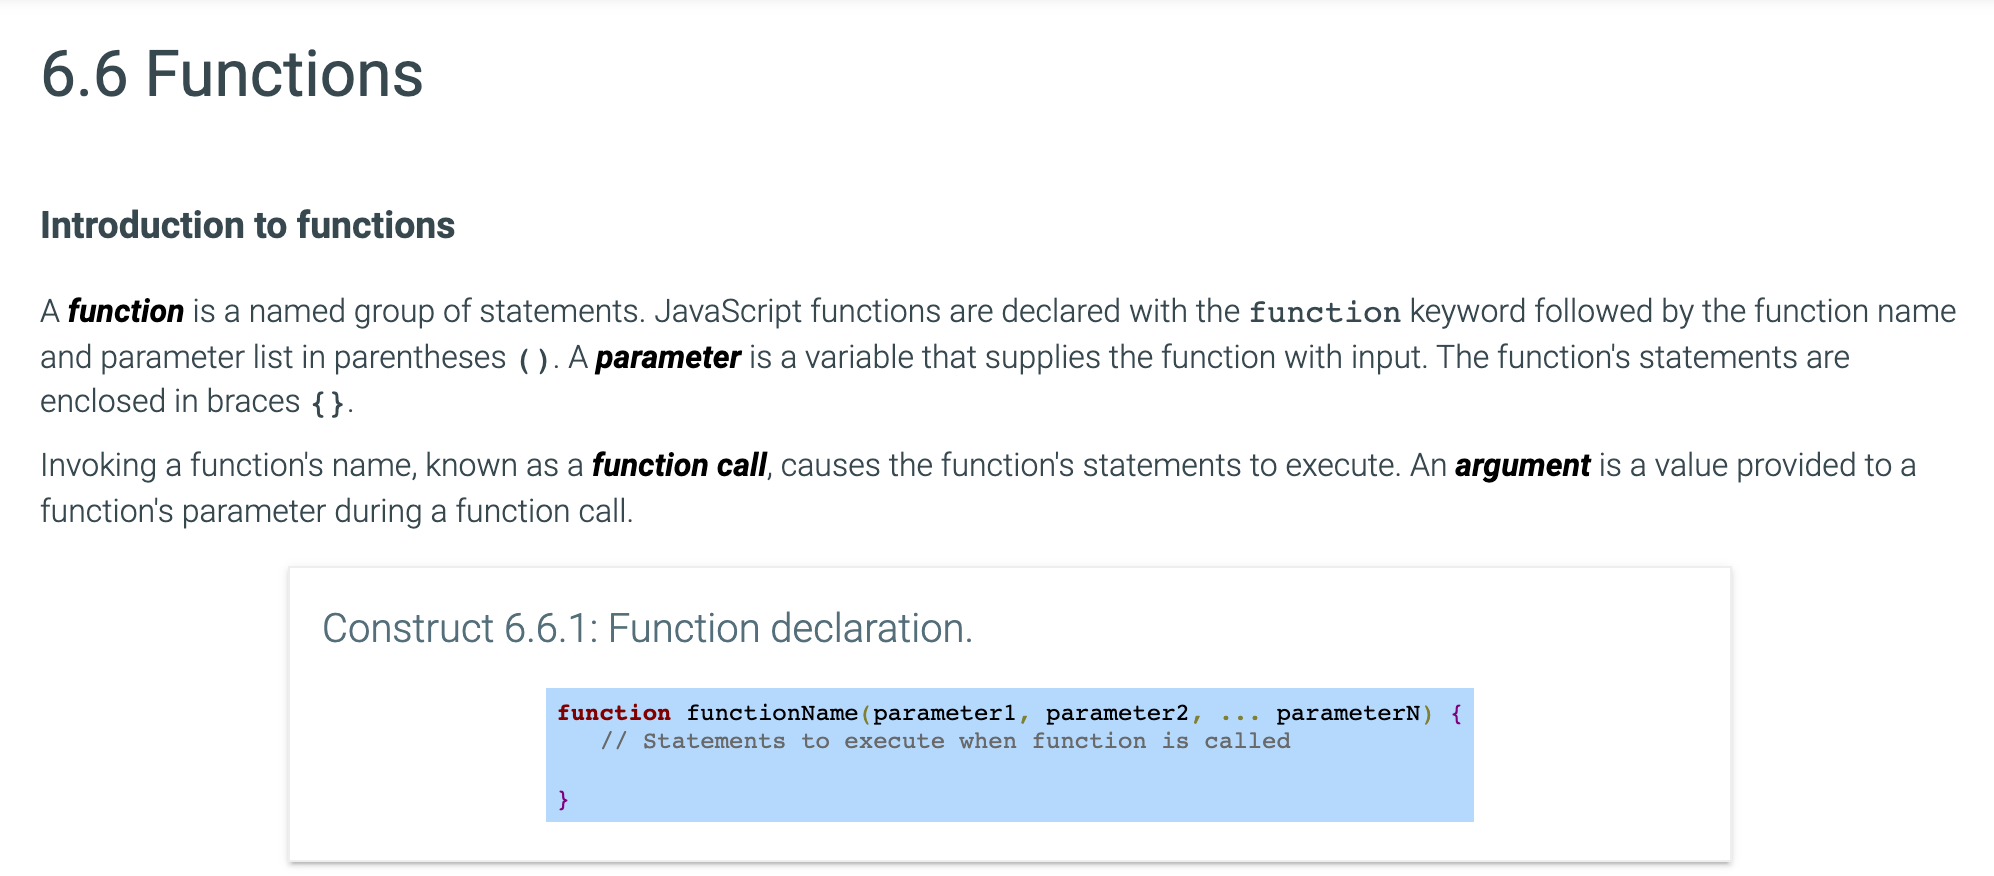 6.6 Functions
Introduction to functions
A function is a named group of statements. JavaScript functions are declared with the function keyword followed by the function name
and parameter list in parentheses (). A parameter is a variable that supplies the function with input. The function's statements are
enclosed in braces {}.
Invoking a function's name, known as a function call, causes the function's statements to execute. An argument is a value provided to a
function's parameter during a function call.
Construct 6.6.1: Function declaration.
function functionName(parameter1, parameter2, ... parameterN) {
   // Statements to execute when function is called
}